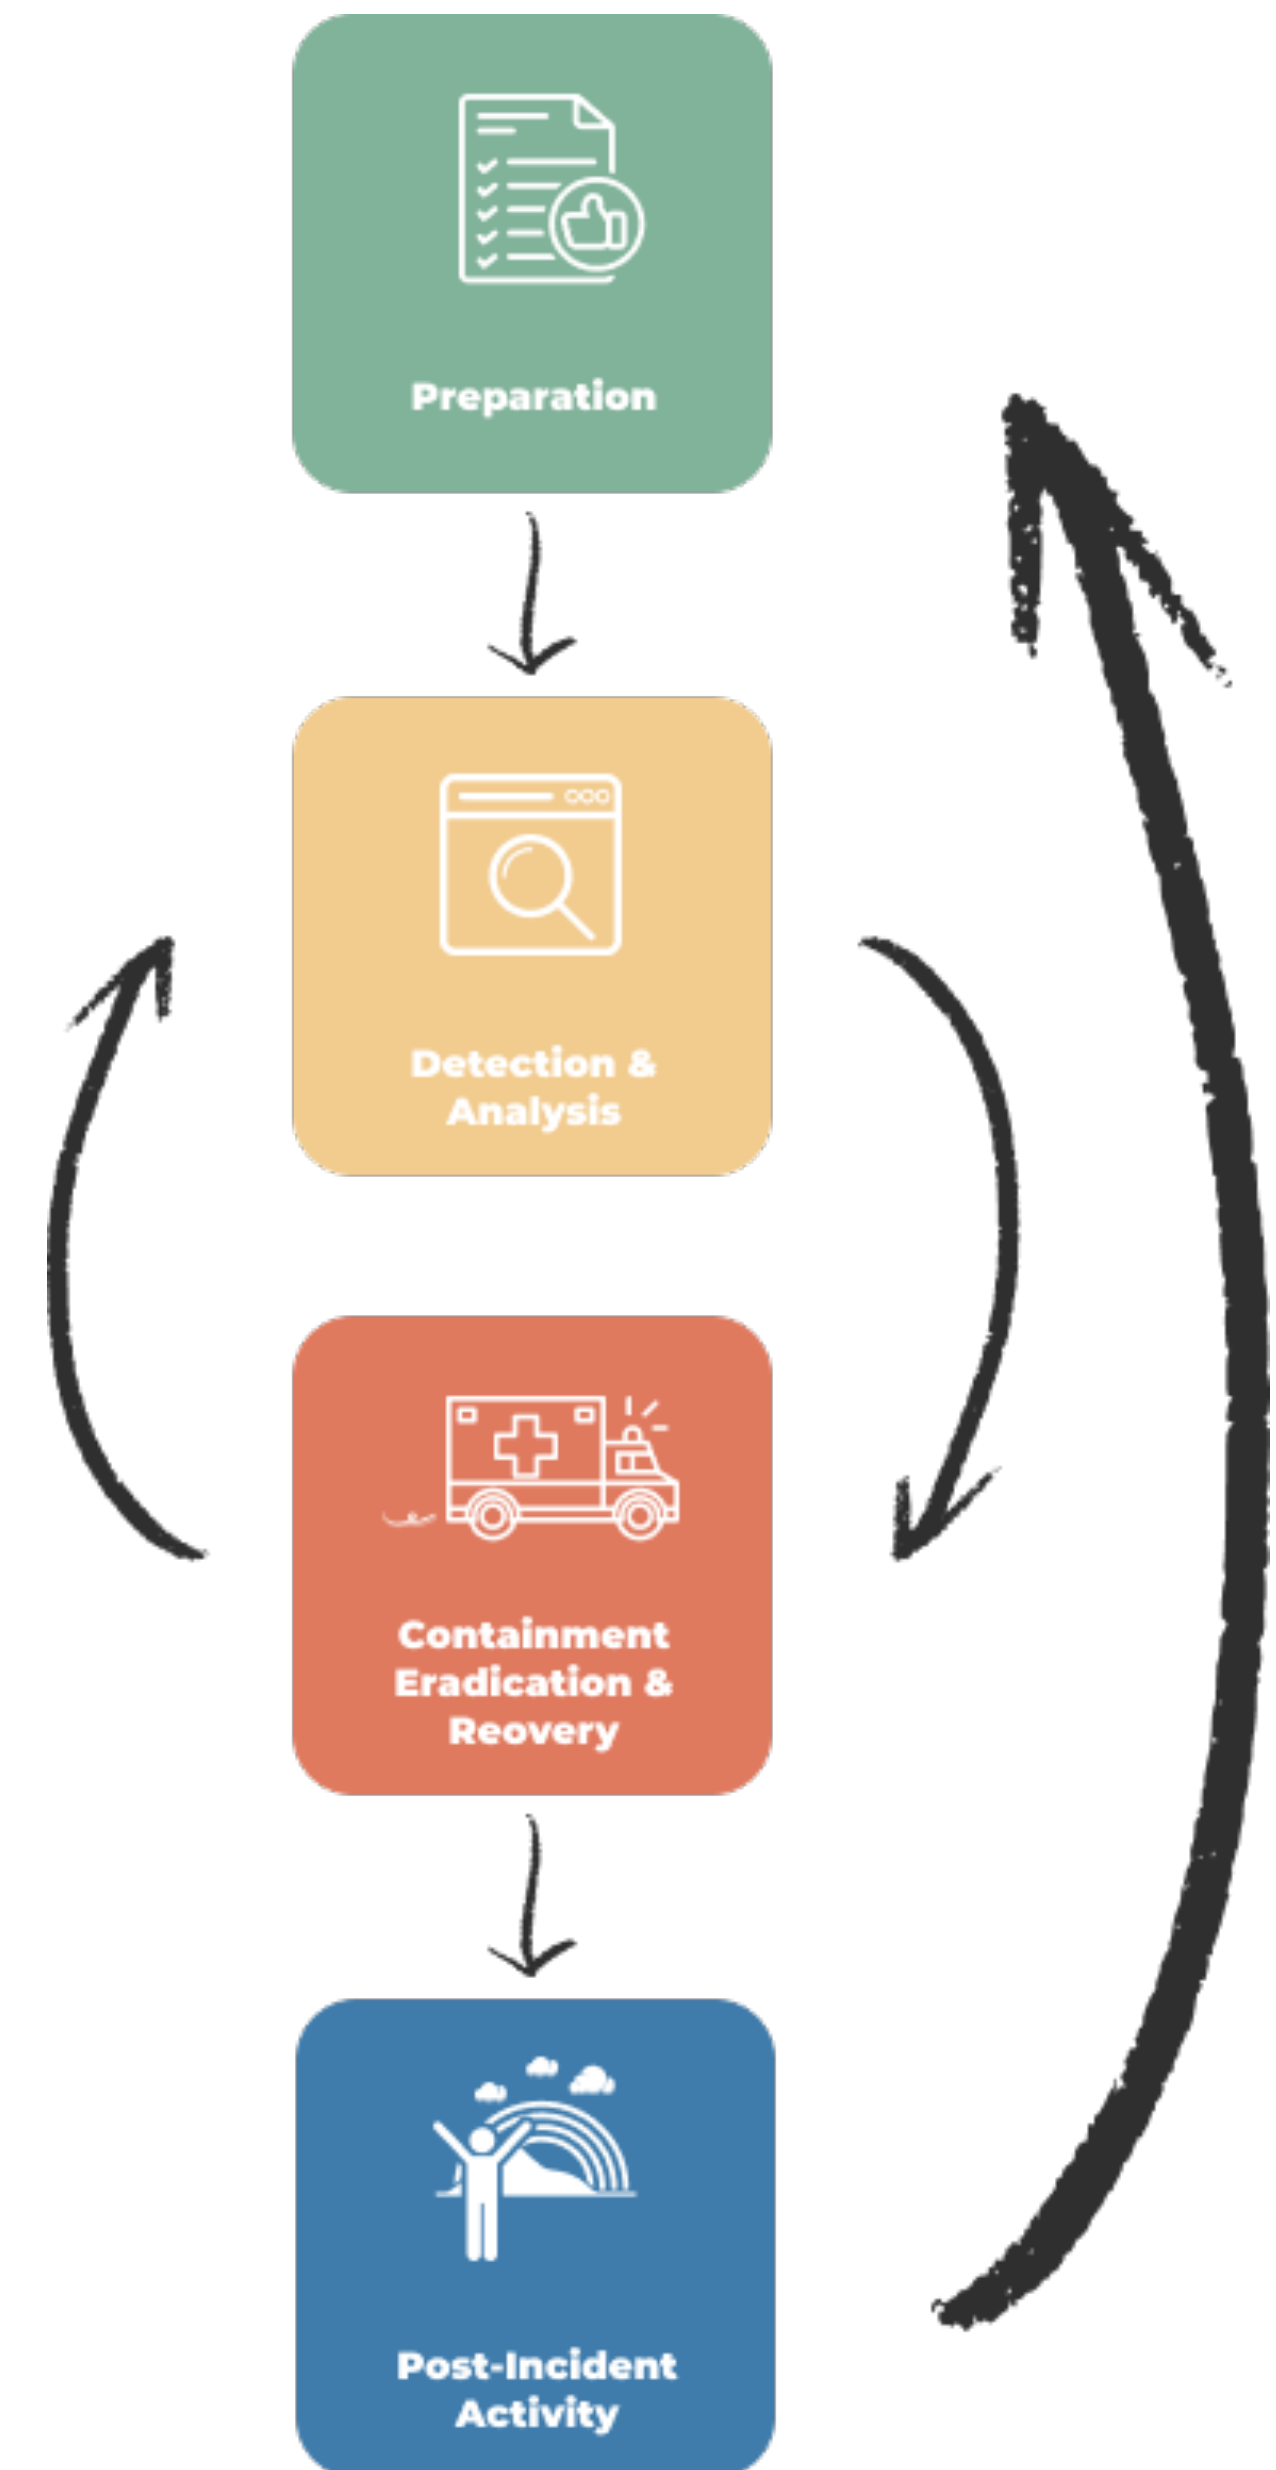 Preparation
Detection &
Analysis
Containment
Eradication &
Reovery
Post-Incident
Activity